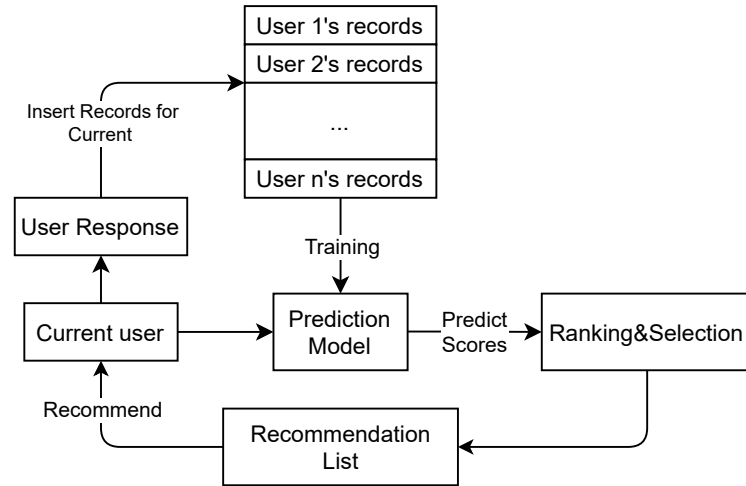 User 1's records
User 2's records
...
User n's records
Insert Records for
Current
User Response
Training
Current user
Prediction
Model
Predict
Scores
Ranking&Selection
Recommend
Recommendation
List